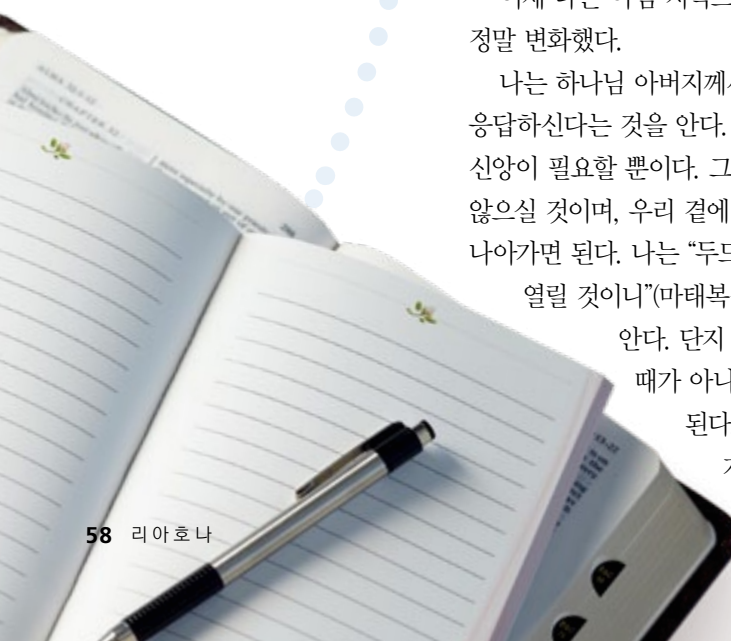 정말 변화했다.
나는 하나님 아버지께서
응답하신다는 것을 안다.
신앙이 필요할 뿐이다. 그
않으실 것이며, 우리 곁에
나아가면 된다. 나는 “두드
열릴 것이니”(마태복
안다. 단지
때가 아니
된다
58 리아호나